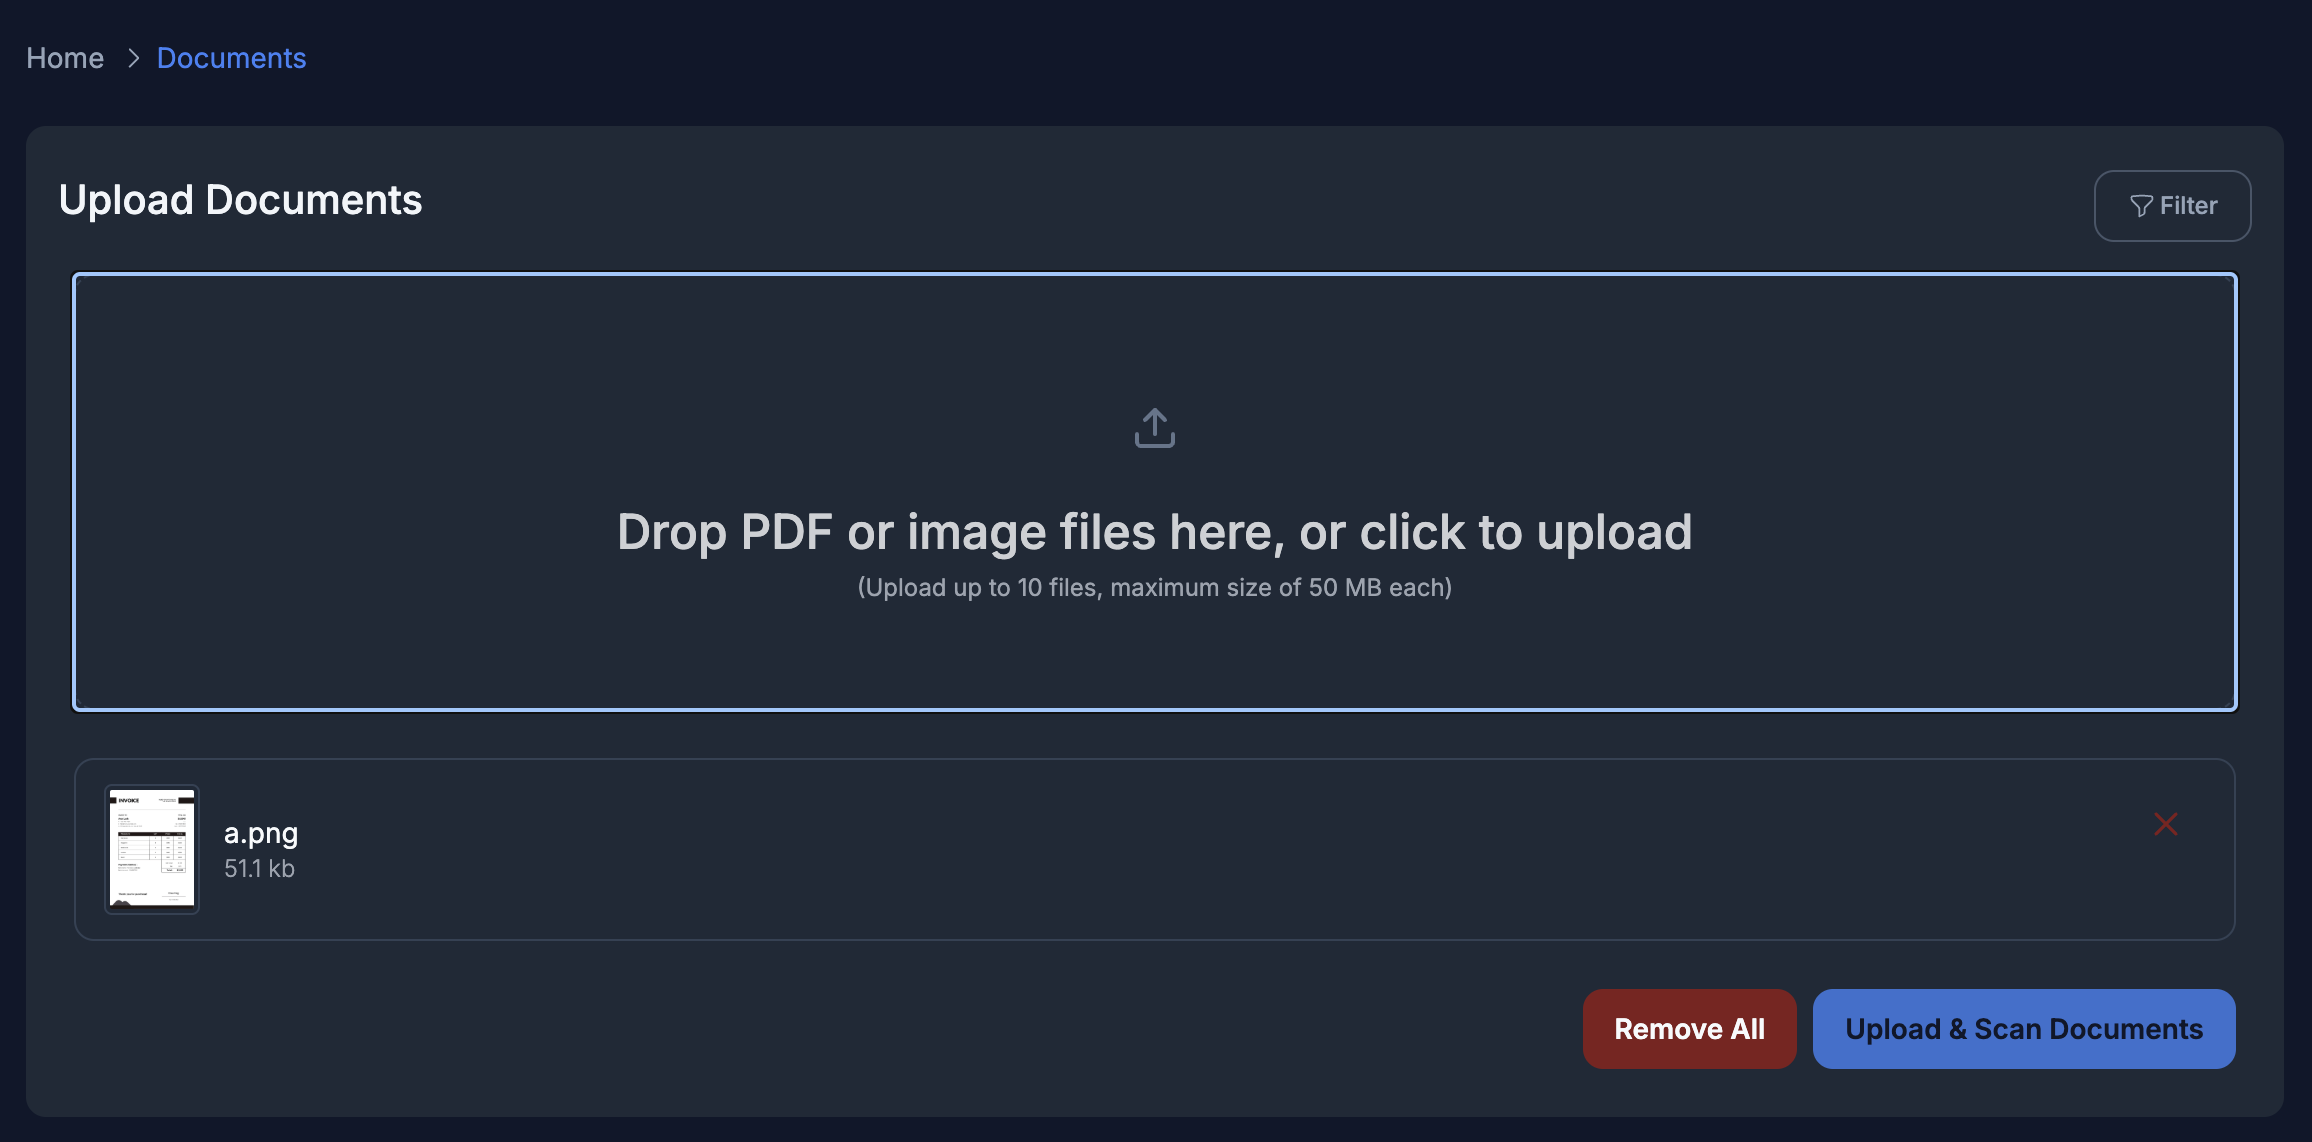 Home > Documents
Upload Documents
Filter
Drop PDF or image files here, or click to upload
(Upload up to 10 files, maximum size of 50 MB each)
INVOICE
a.png
51.1 kb
Remove All
Upload & Scan Documents